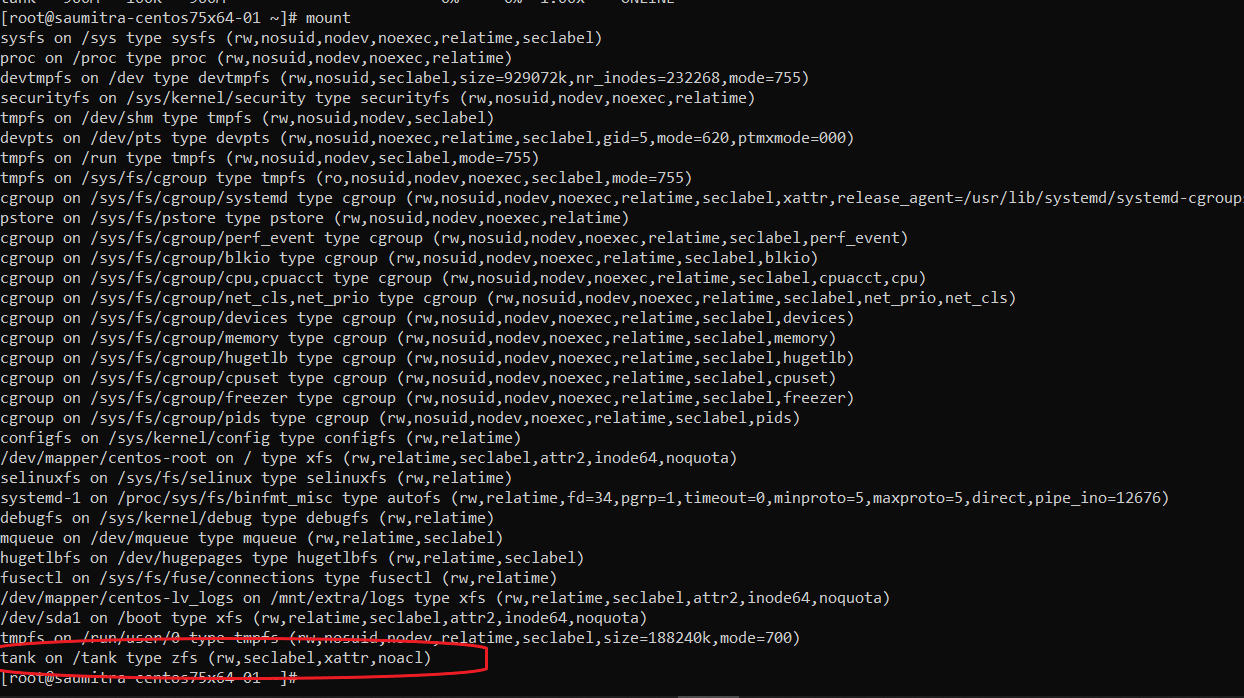 [root@saumitra-centos75x64-01 ~]# mount
sysfs on /sys type sysfs (rw,nosuid,nodev,noexec,relatime,seclabel)
proc on /proc type proc (rw,nosuid,nodev,noexec,relatime)
devtmpfs on /dev type devtmpfs (rw,nosuid,seclabel,size=929072k,nr_inodes=232268,mode=755)
securityfs on /sys/kernel/security type securityfs (rw,nosuid,nodev,noexec,relatime)
tmpfs on /dev/shm type tmpfs (rw,nosuid,nodev,seclabel)
devpts on /dev/pts type devpts (rw,nosuid,noexec,relatime,seclabel,gid=5,mode=620,ptmxmode=000)
tmpfs on /run type tmpfs (rw,nosuid,nodev,seclabel,mode=755)
tmpfs on /sys/fs/cgroup type tmpfs (ro,nosuid,nodev,noexec,seclabel,mode=755)
cgroup on /sys/fs/cgroup/systemd type cgroup (rw,nosuid,nodev,noexec,relatime,seclabel,xattr,release_agent=/usr/lib/systemd/systemd-cgroup
pstore on /sys/fs/pstore type pstore (rw,nosuid,nodev,noexec,relatime)
cgroup on /sys/fs/cgroup/perf_event type cgroup (rw,nosuid,nodev,noexec,relatime,seclabel,perf_event)
cgroup on /sys/fs/cgroup/blkio type cgroup (rw,nosuid,nodev,noexec,relatime,seclabel,blkio)
cgroup on /sys/fs/cgroup/cpu,cpuacct type cgroup (rw,nosuid,nodev,noexec,relatime,seclabel,cpuacct,cpu)
cgroup on /sys/fs/cgroup/net_cls,net_prio type cgroup (rw,nosuid,nodev,noexec,relatime,seclabel,net_prio,net_cls)
cgroup on /sys/fs/cgroup/devices type cgroup (rw,nosuid,nodev,noexec,relatime,seclabel,devices)
cgroup on /sys/fs/cgroup/memory type cgroup (rw,nosuid,nodev,noexec,relatime,seclabel,memory)
cgroup on /sys/fs/cgroup/hugetlb type cgroup (rw,nosuid,nodev,noexec,relatime,seclabel,hugetlb)
cgroup on /sys/fs/cgroup/cpuset type cgroup (rw,nosuid,nodev,noexec,relatime,seclabel,cpuset)
cgroup on /sys/fs/cgroup/freezer type cgroup (rw,nosuid,nodev,noexec,relatime,seclabel,freezer)
cgroup on /sys/fs/cgroup/pids type cgroup (rw,nosuid,nodev,noexec,relatime,seclabel,pids)
configfs on /sys/kernel/config type configfs (rw,relatime)
/dev/mapper/centos-root on / type xfs (rw,relatime,seclabel,attr2,inode64,noquota)
selinuxfs on /sys/fs/selinux type selinuxfs (rw,relatime)
systemd-1 on /proc/sys/fs/binfmt_misc type autofs (rw,relatime,fd=34,pgrp=1,timeout=0,minproto=5,maxproto=5,direct,pipe_ino=12676)
debugfs on /sys/kernel/debug type debugfs (rw,relatime)
mqueue on /dev/mqueue type mqueue (rw,relatime,seclabel)
hugetlbfs on /dev/hugepages type hugetlbfs (rw,relatime,seclabel)
fusectl on /sys/fs/fuse/connections type fusectl (rw,relatime)
/dev/mapper/centos-lv_logs on /mnt/extra/logs type xfs (rw,relatime,seclabel,attr2,inode64,noquota)
/dev/sda1 on /boot type xfs (rw,relatime,seclabel,attr2,inode64,noquota)
tmpfs on /run/user/0 type tmpfs (rw,nosuid,nodev,relatime,seclabel,size=188240k,mode=700)
tank on /tank type zfs (rw,seclabel,xattr,noacl)
[root@saumitra-centos75x64-01 ~]#